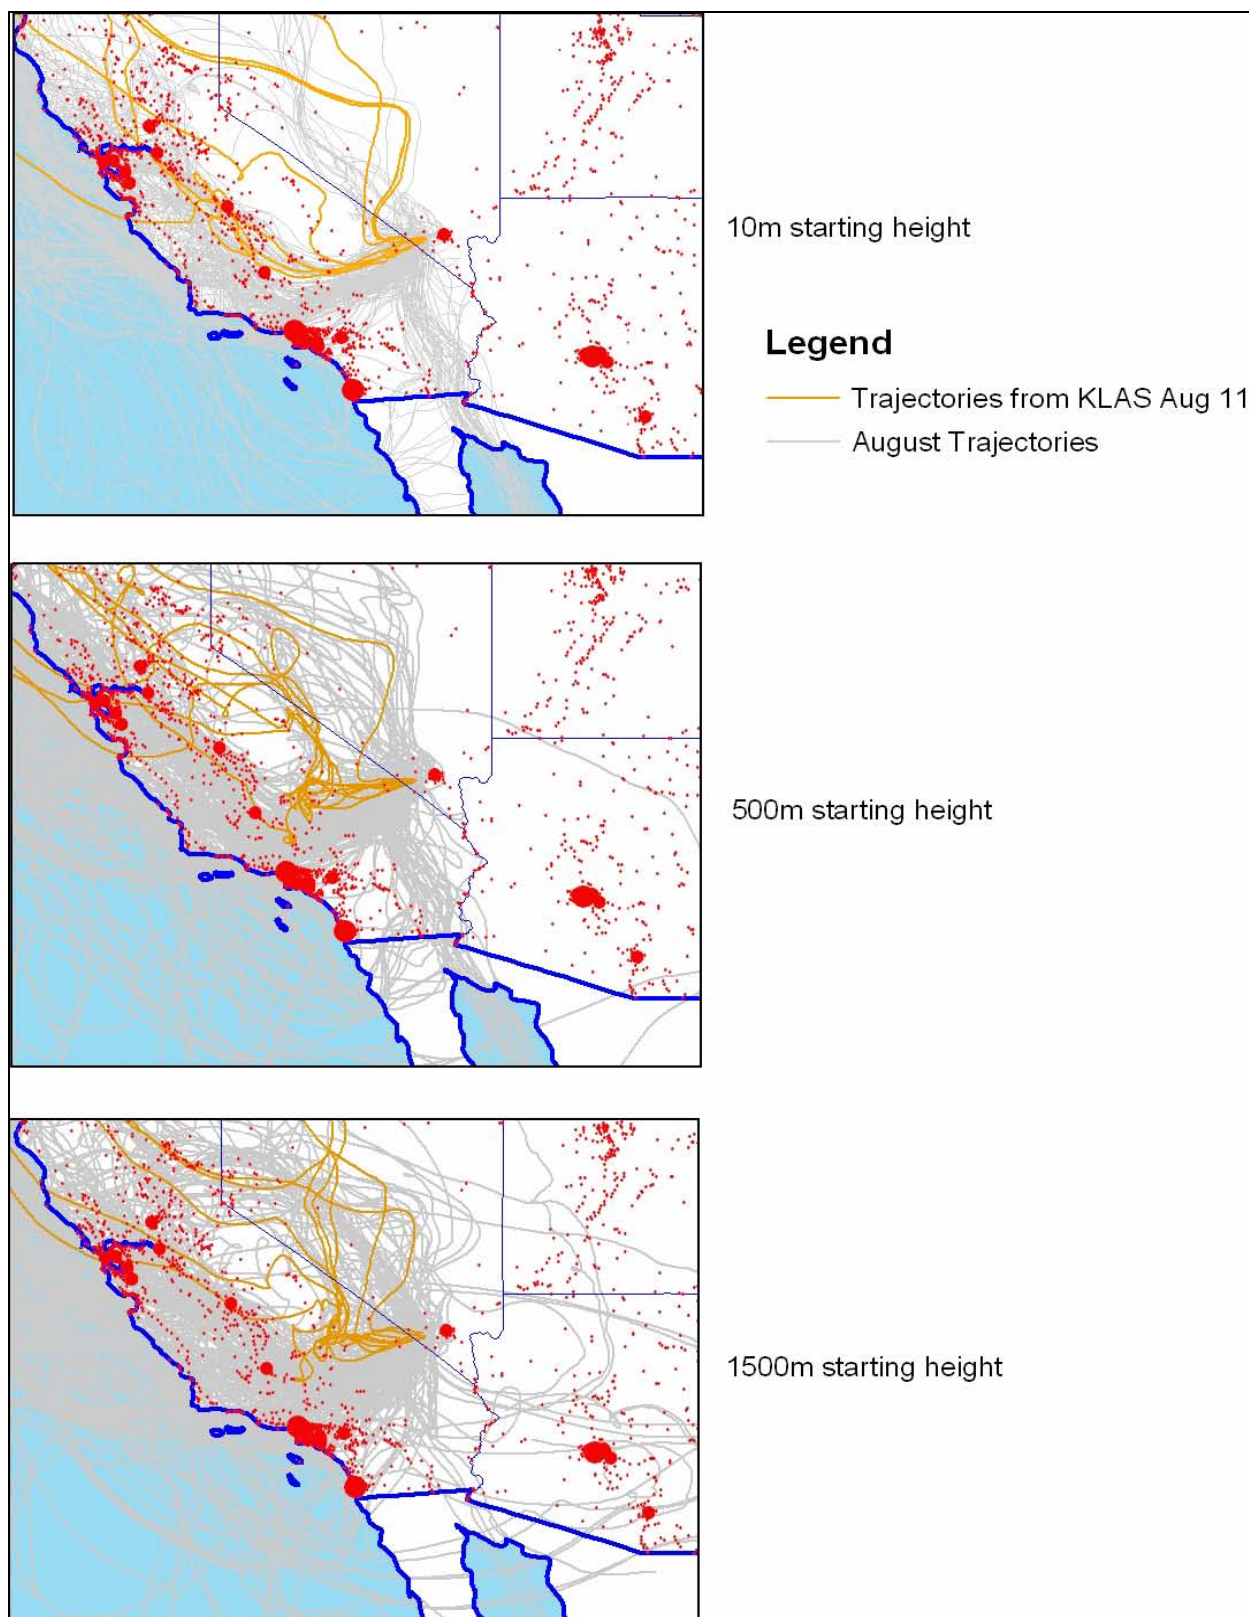 10m starting height
Legend
Trajectories from KLAS Aug 11
August Trajectories
500m starting height
1500m starting height